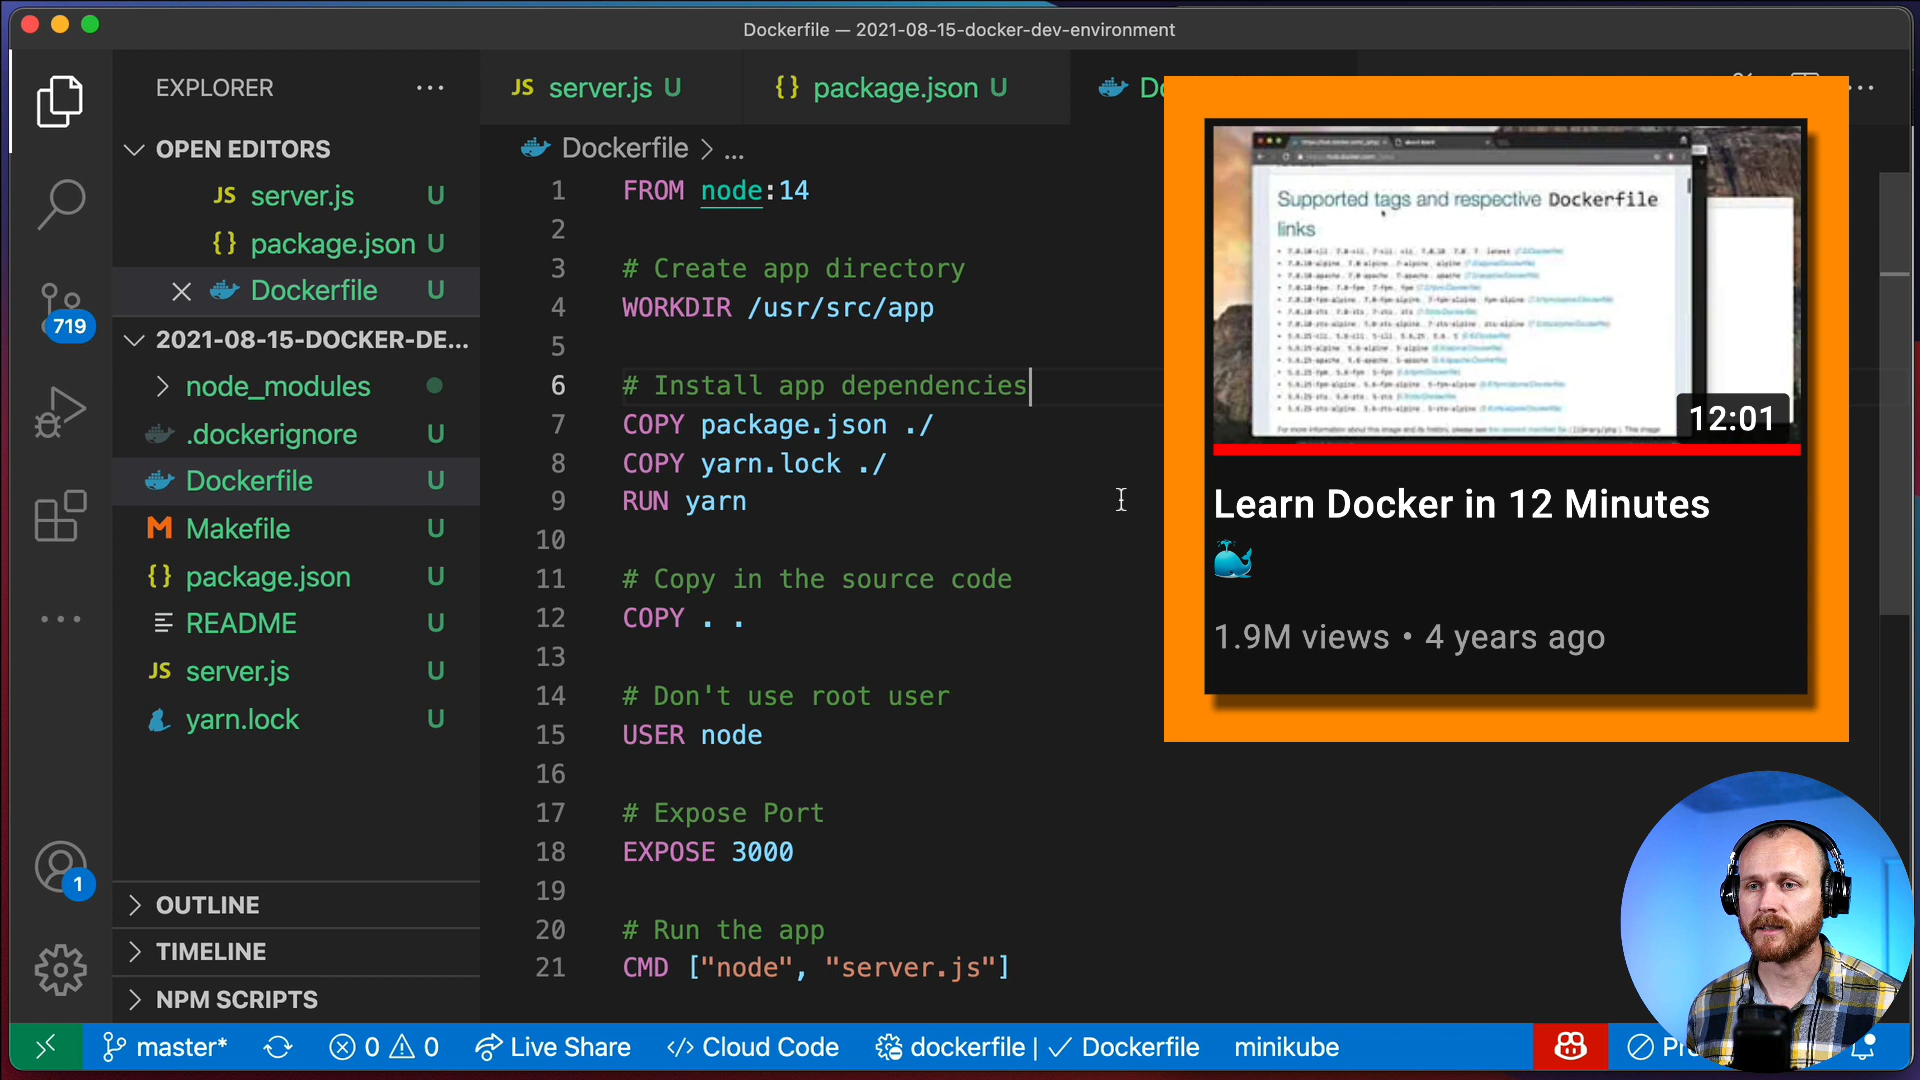 Dockerfile — 2021-08-15-docker-dev-environment
EXPLORER
OPEN EDITORS
JS server.js U
{} package.json U
Dockerfile U
2021-08-15-DOCKER-DE...
node_modules
.dockerignore U
Dockerfile U
M Makefile U
{} package.json U
README U
JS server.js U
yarn.lock U
OUTLINE
TIMELINE
NPM SCRIPTS
719
1
JS server.js U
{} package.json U
Dockerfile > ...
1 FROM node:14
2
3 # Create app directory
4 WORKDIR /usr/src/app
5
6 # Install app dependencies
7 COPY package.json ./
8 COPY yarn.lock ./
9 RUN yarn
10
11 # Copy in the source code
12 COPY . .
13
14 # Don't use root user
15 USER node
16
17 # Expose Port
18 EXPOSE 3000
19
20 # Run the app
21 CMD ["node", "server.js"]
Supported tags and respective Dockerfile
links
12:01
Learn Docker in 12 Minutes
🐳
1.9M views • 4 years ago
master* 0 0 Live Share Cloud Code dockerfile | Dockerfile minikube